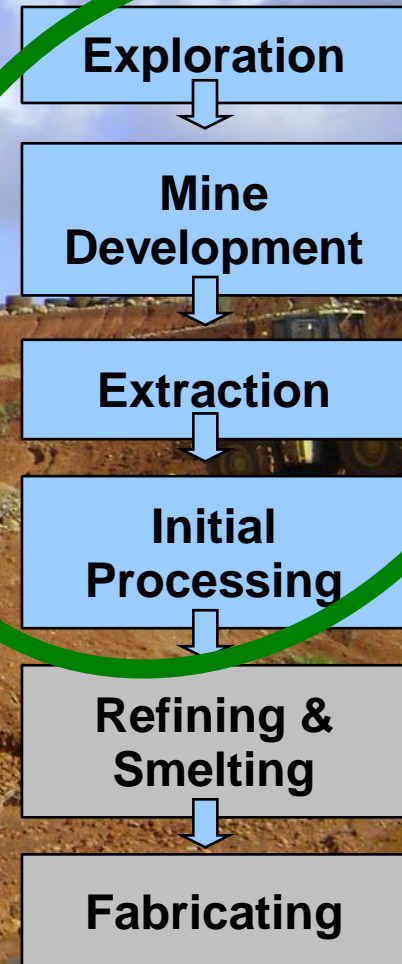 Exploration
Mine
Development
Extraction
Initial
Processing
Refining &
Smelting
Fabricating